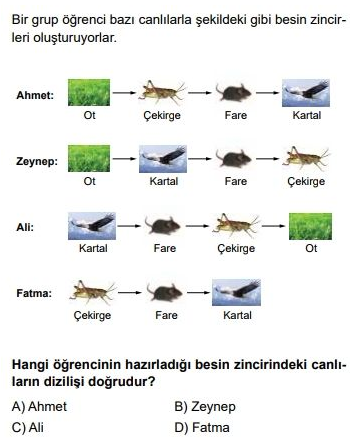 Bir grup öğrenci bazı canlılarla şekildeki gibi besin zincir-
leri oluşturuyorlar.
Ahmet:
Ot Çekirge Fare Kartal
Zeynep:
Ot Kartal Fare Çekirge
Ali:
Kartal Fare Çekirge Ot
Fatma:
Çekirge Fare Kartal
Hangi öğrencinin hazırladığı besin zincirindeki canlı-
ların dizilişi doğrudur?
A) Ahmet B) Zeynep
C) Ali D) Fatma